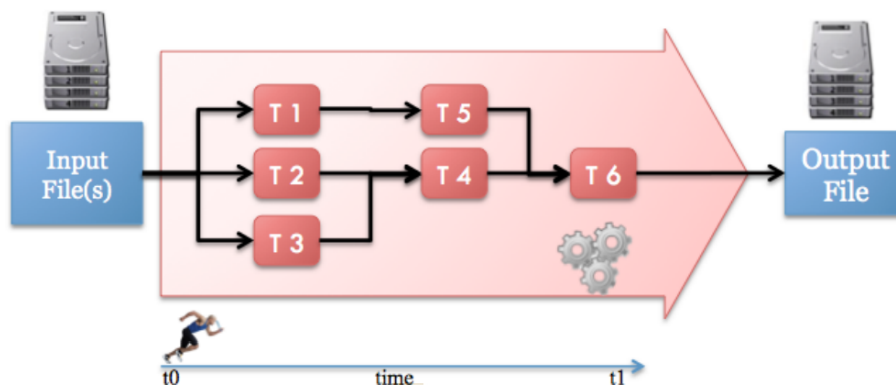 Input
File(s)
T 1
T 5
T 2
T 4
T 6
T 3
Output
File
t0
time
t1